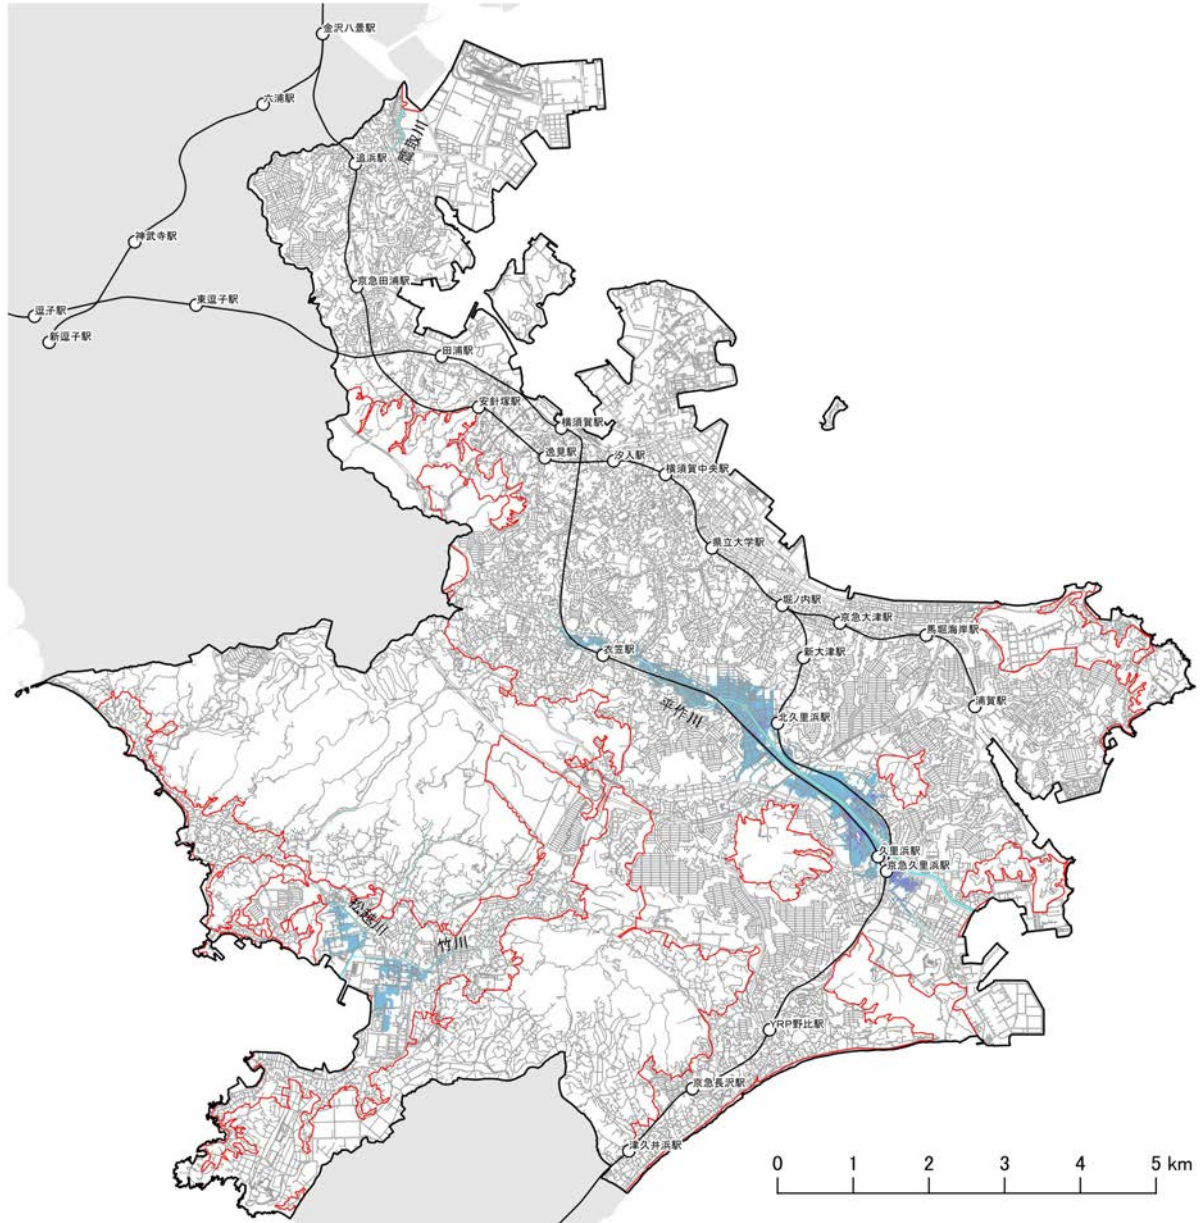 金沢八景駅
六浦駅
鷹取川
追浜駅
神武寺駅
京急田浦駅
東逗子駅
逗子駅
新逗子駅
田浦駅
安針塚駅
横須賀駅
逸見駅
汐入駅
横須賀中央駅
県立大学駅
堀ノ内駅
京急大津駅
馬堀海岸駅
衣笠駅
新大津駅
平作川
浦賀駅
北久里浜駅
久里浜駅
京急久里浜駅
松越川
竹川
YRP野比駅
京急長沢駅
津久井浜駅
0 1 2 3 4 5 km